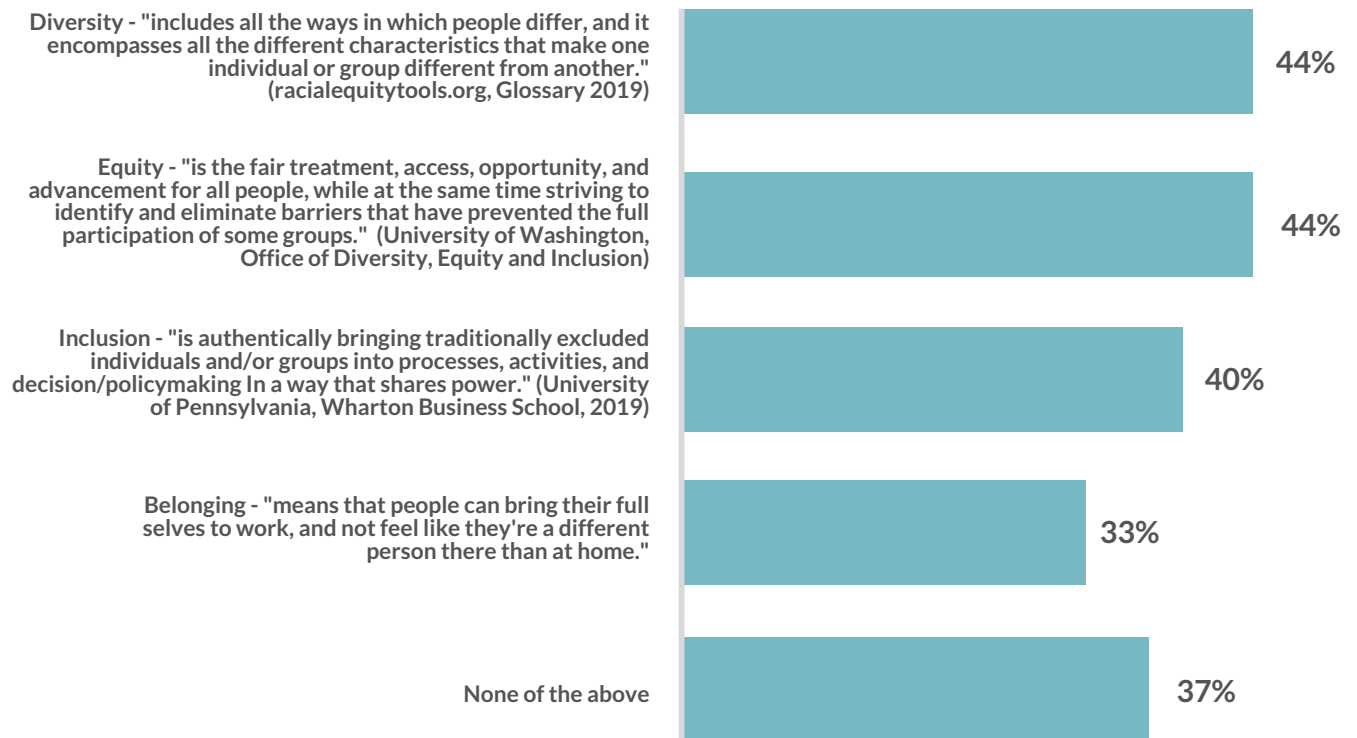 Diversity - "includes all the ways in which people differ, and it
encompasses all the different characteristics that make one
individual or group different from another."
(racialequitytools.org, Glossary 2019)
44%
Equity - "is the fair treatment, access, opportunity, and
advancement for all people, while at the same time striving to
identify and eliminate barriers that have prevented the full
participation of some groups." (University of Washington,
Office of Diversity, Equity and Inclusion)
44%
Inclusion - "is authentically bringing traditionally excluded
individuals and/or groups into processes, activities, and
decision/policymaking In a way that shares power." (University
of Pennsylvania, Wharton Business School, 2019)
40%
Belonging - "means that people can bring their full
selves to work, and not feel like they're a different
person there than at home."
33%
None of the above
37%